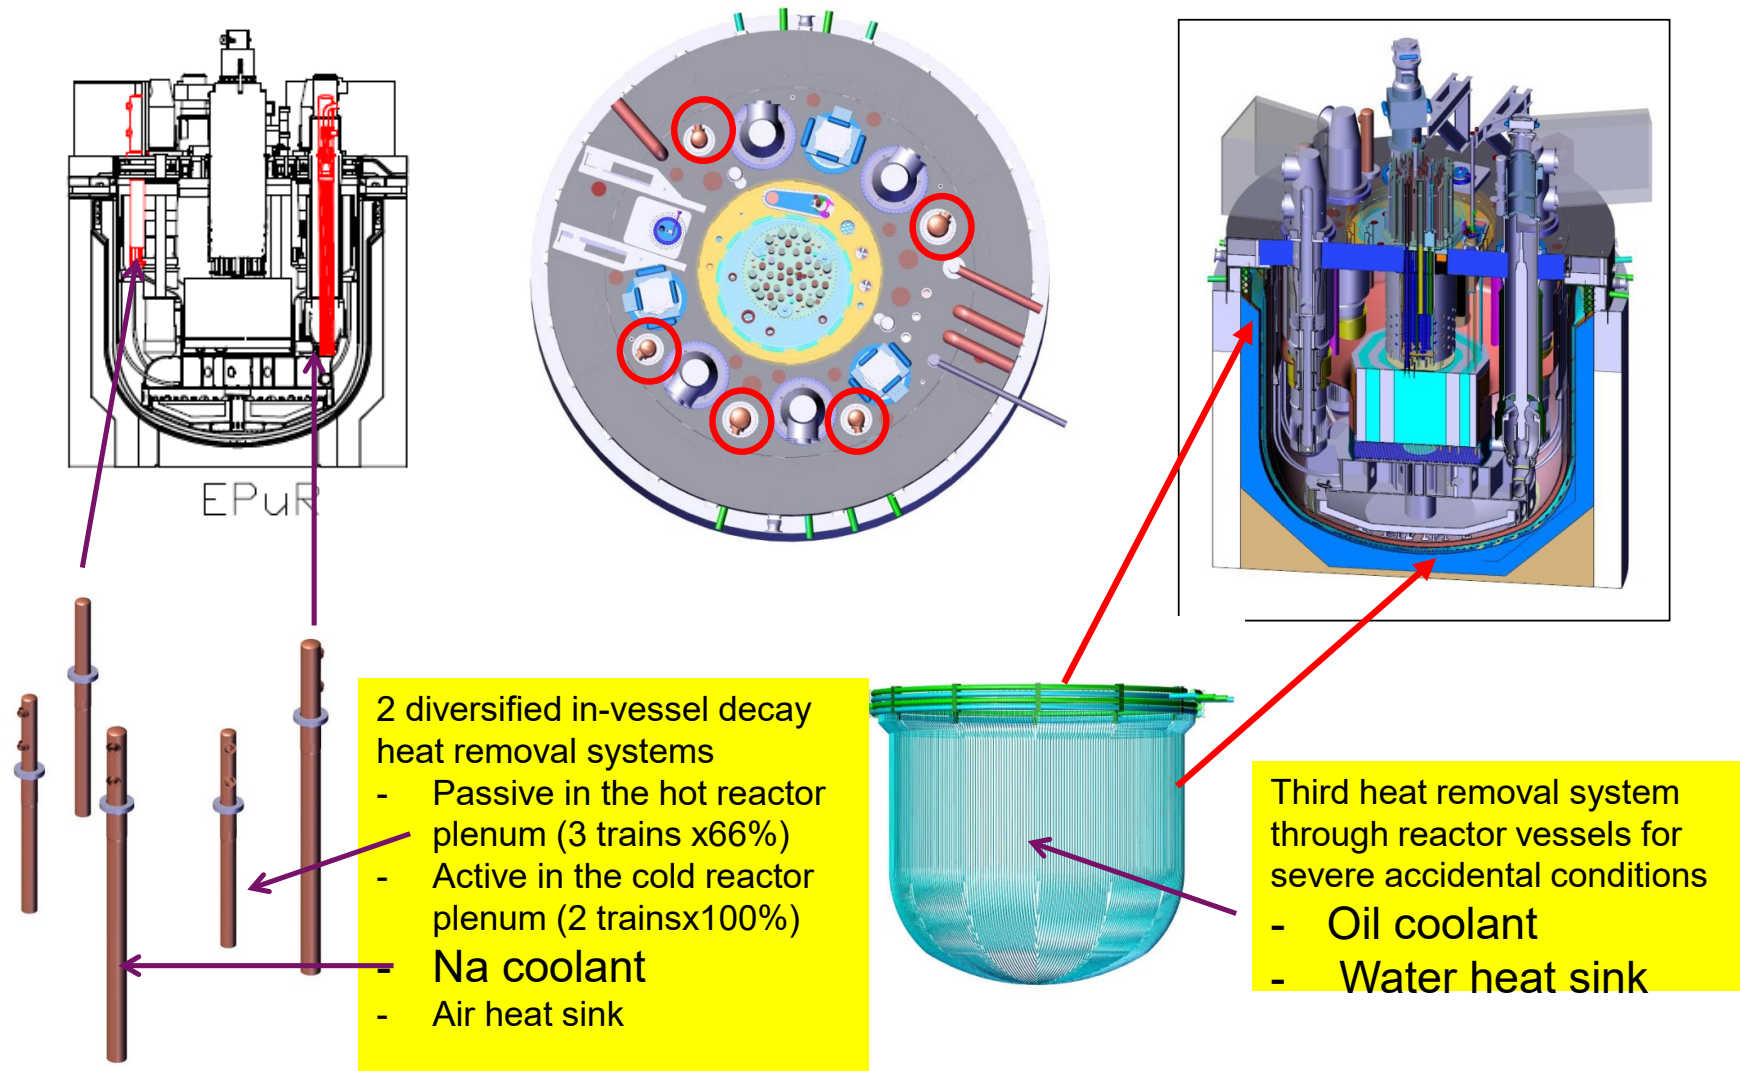 EPuR
2 diversified in-vessel decay
heat removal systems
- Passive in the hot reactor
plenum (3 trains x66%)
- Active in the cold reactor
plenum (2 trainsx100%)
- Na coolant
- Air heat sink
Third heat removal system
through reactor vessels for
severe accidental conditions
- Oil coolant
- Water heat sink